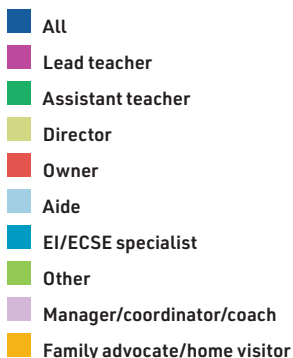 All
Lead teacher
Assistant teacher
Director
Owner
Aide
EI/ECSE specialist
Other
Manager/coordinator/coach
Family advocate/home visitor